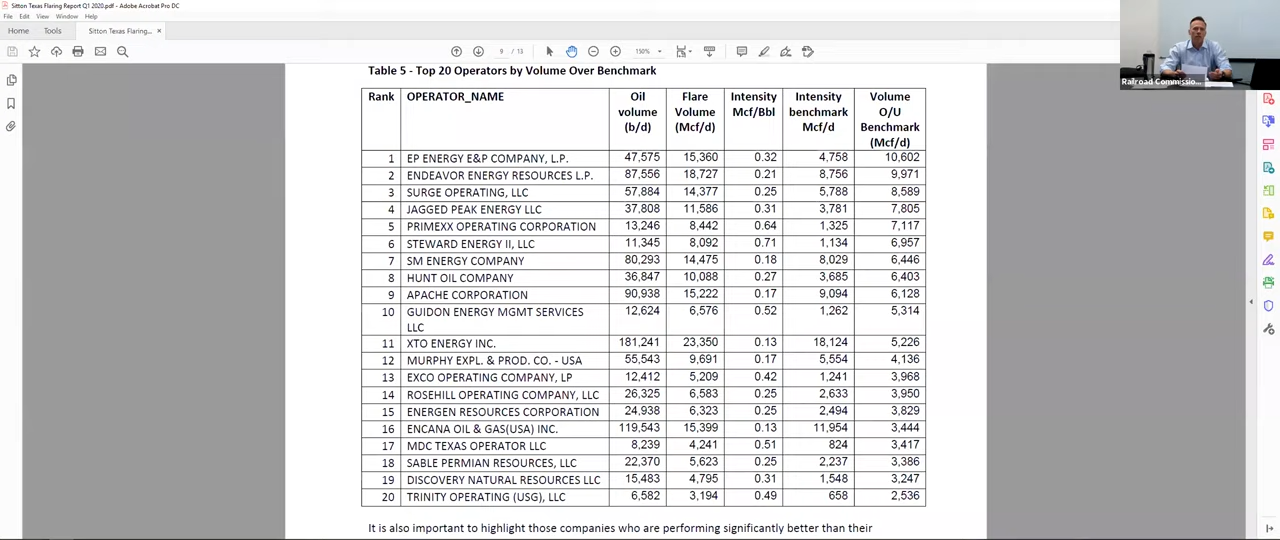 Sitton Texas Flaring Report Q1 2020.pdf - Adobe Acrobat Pro DC
File Edit View Window Help
Home Tools Sitton Texas Flaring... ×
9 / 13 150%
Railroad Commissio...
Table 5 - Top 20 Operators by Volume Over Benchmark
Rank OPERATOR_NAME Oil volume (b/d) Flare Volume (Mcf/d) Intensity Mcf/Bbl Intensity benchmark Mcf/d Volume O/U Benchmark (Mcf/d)
1 EP ENERGY E&P COMPANY, L.P. 47,575 15,360 0.32 4,758 10,602
2 ENDEAVOR ENERGY RESOURCES L.P. 87,556 18,727 0.21 8,756 9,971
3 SURGE OPERATING, LLC 57,884 14,377 0.25 5,788 8,589
4 JAGGED PEAK ENERGY LLC 37,808 11,586 0.31 3,781 7,805
5 PRIMEXX OPERATING CORPORATION 13,246 8,442 0.64 1,325 7,117
6 STEWARD ENERGY II, LLC 11,345 8,092 0.71 1,134 6,957
7 SM ENERGY COMPANY 80,293 14,475 0.18 8,029 6,446
8 HUNT OIL COMPANY 36,847 10,088 0.27 3,685 6,403
9 APACHE CORPORATION 90,938 15,222 0.17 9,094 6,128
10 GUIDON ENERGY MGMT SERVICES LLC 12,624 6,576 0.52 1,262 5,314
11 XTO ENERGY INC. 181,241 23,350 0.13 18,124 5,226
12 MURPHY EXPL. & PROD. CO. - USA 55,543 9,691 0.17 5,554 4,136
13 EXCO OPERATING COMPANY, LP 12,412 5,209 0.42 1,241 3,968
14 ROSEHILL OPERATING COMPANY, LLC 26,325 6,583 0.25 2,633 3,950
15 ENERGEN RESOURCES CORPORATION 24,938 6,323 0.25 2,494 3,829
16 ENCANA OIL & GAS(USA) INC. 119,543 15,399 0.13 11,954 3,444
17 MDC TEXAS OPERATOR LLC 8,239 4,241 0.51 824 3,417
18 SABLE PERMIAN RESOURCES, LLC 22,370 5,623 0.25 2,237 3,386
19 DISCOVERY NATURAL RESOURCES LLC 15,483 4,795 0.31 1,548 3,247
20 TRINITY OPERATING (USG), LLC 6,582 3,194 0.49 658 2,536
It is also important to highlight those companies who are performing significantly better than their